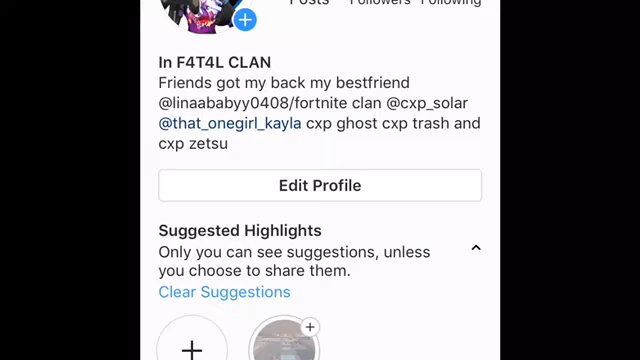 Posts Followers Following
In F4T4L CLAN
Friends got my back my bestfriend
@linaababyy0408/fortnite clan @cxp_solar
@that_onegirl_kayla cxp ghost cxp trash and
cxp zetsu
Edit Profile
Suggested Highlights
Only you can see suggestions, unless
you choose to share them.
Clear Suggestions